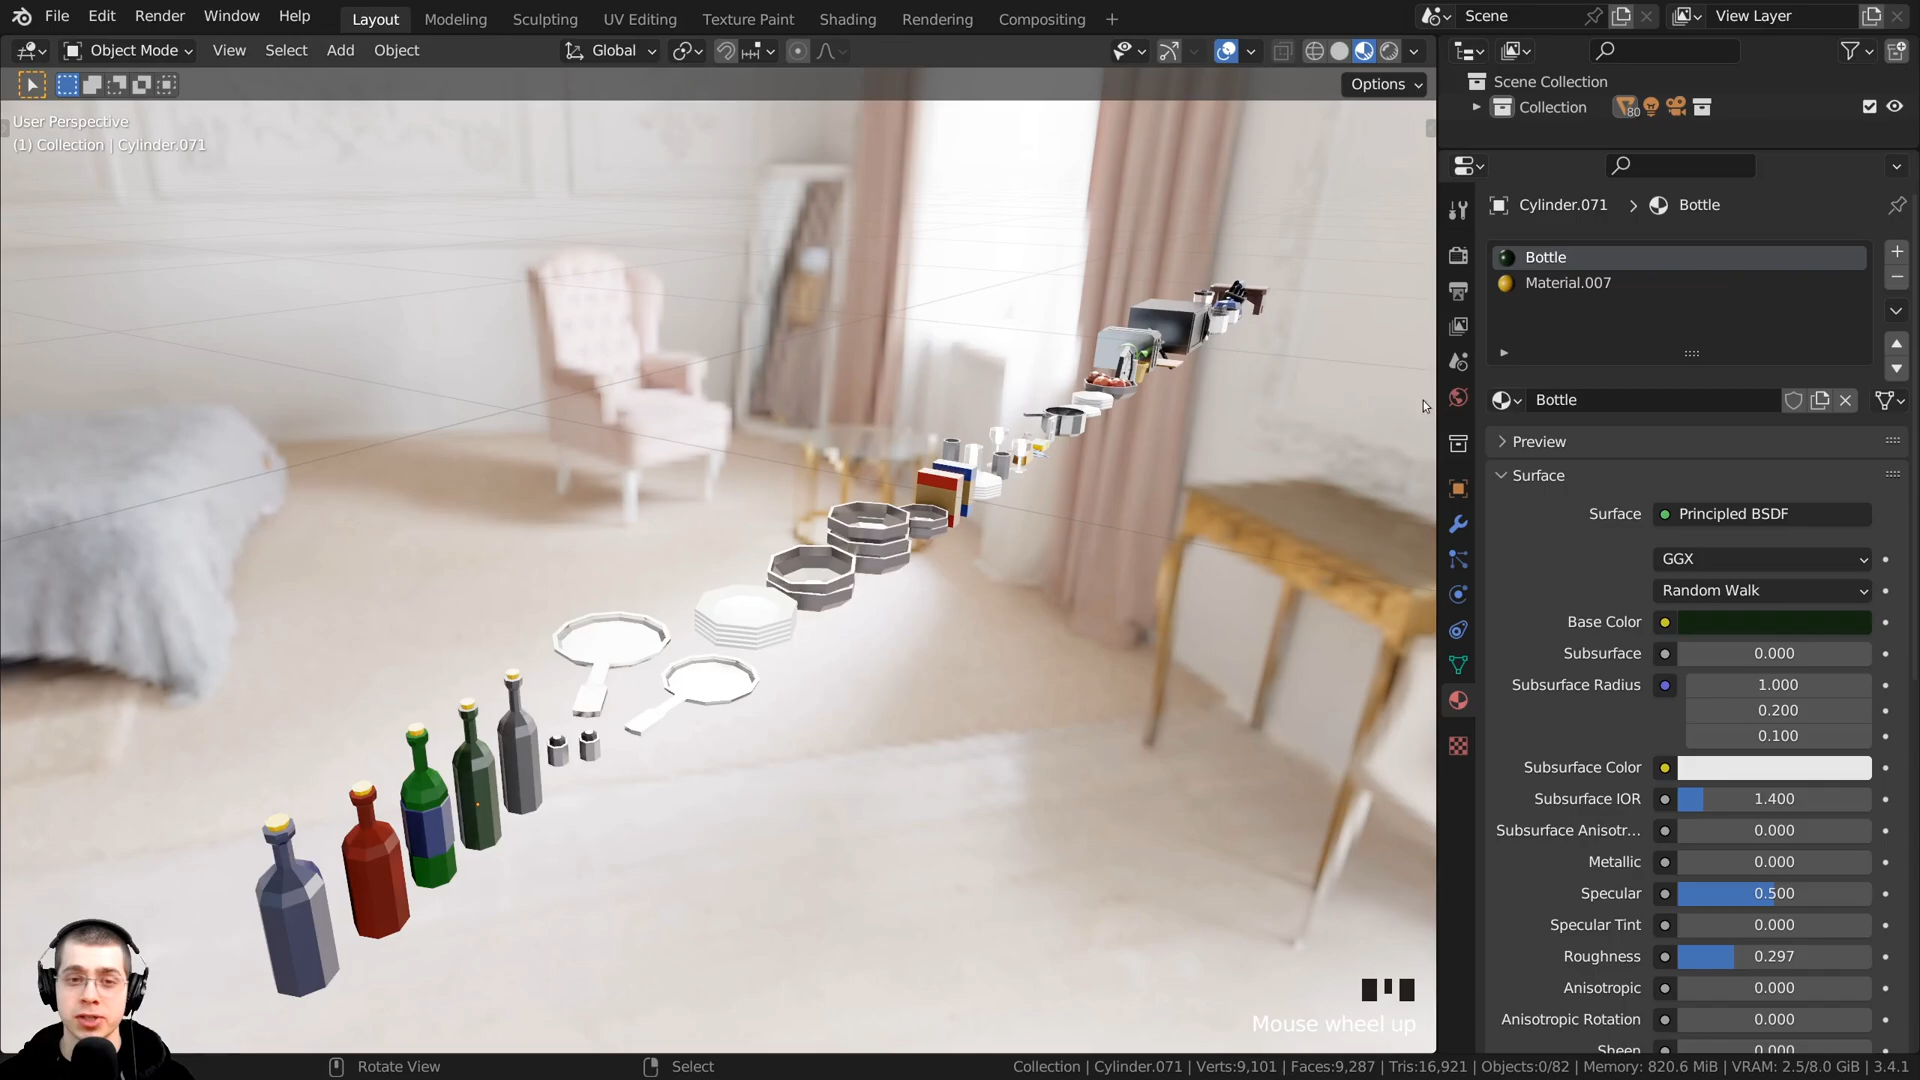 File Edit Render Window Help Layout Modeling Sculpting UV Editing Texture Paint Shading Rendering Compositing + Scene View Layer
Object Mode View Select Add Object Global
Options
Scene Collection
Collection 80
User Perspective
(1) Collection | Cylinder.071
Cylinder.071 > Bottle
Bottle
Material.007
Bottle
Preview
Surface
Surface Principled BSDF
GGX
Random Walk
Base Color
Subsurface 0.000
Subsurface Radius 1.000
0.200
0.100
Subsurface Color
Subsurface IOR 1.400
Subsurface Anisotr... 0.000
Metallic 0.000
Specular 0.500
Specular Tint 0.000
Roughness 0.297
Anisotropic 0.000
Anisotropic Rotation 0.000
Sheen 0.000
Mouse wheel up
Rotate View Select Collection | Cylinder.071 | Verts:9,101 | Faces:9,287 | Tris:16,921 | Objects:0/82 | Memory: 820.6 MiB | VRAM: 2.5/8.0 GiB | 3.4.1